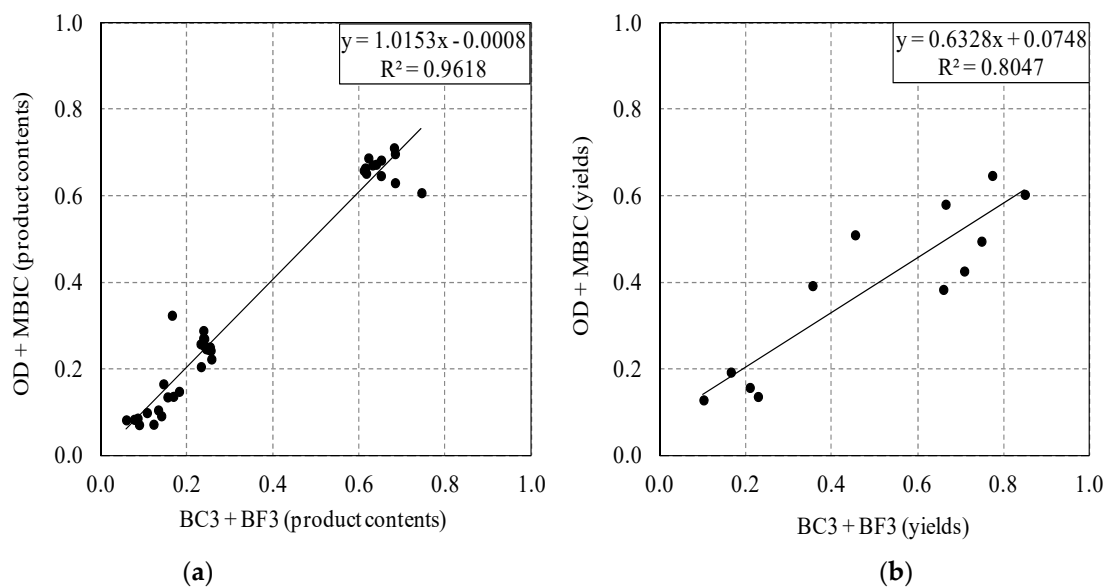 y = 1.0153x - 0.0008
R² = 0.9618
1.0
0.8
0.6
0.4
0.2
0.0
OD + MBIC (product contents)
0.0 0.2 0.4 0.6 0.8 1.0
BC3 + BF3 (product contents)
(a)
y = 0.6328x + 0.0748
R² = 0.8047
1.0
0.8
0.6
0.4
0.2
0.0
OD + MBIC (yields)
0.0 0.2 0.4 0.6 0.8 1.0
BC3 + BF3 (yields)
(b)